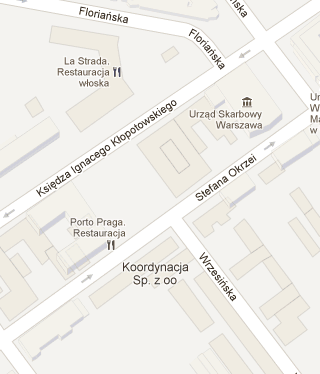 Floriańska
Floriańska
La Strada.
Restauracja
włoska
Księdza Ignacego Kłopotowskiego
Urząd Skarbowy
Warszawa
Stefana Okrzei
Porto Praga.
Restauracja
Koordynacja
Sp. z oo
Wrzesińska